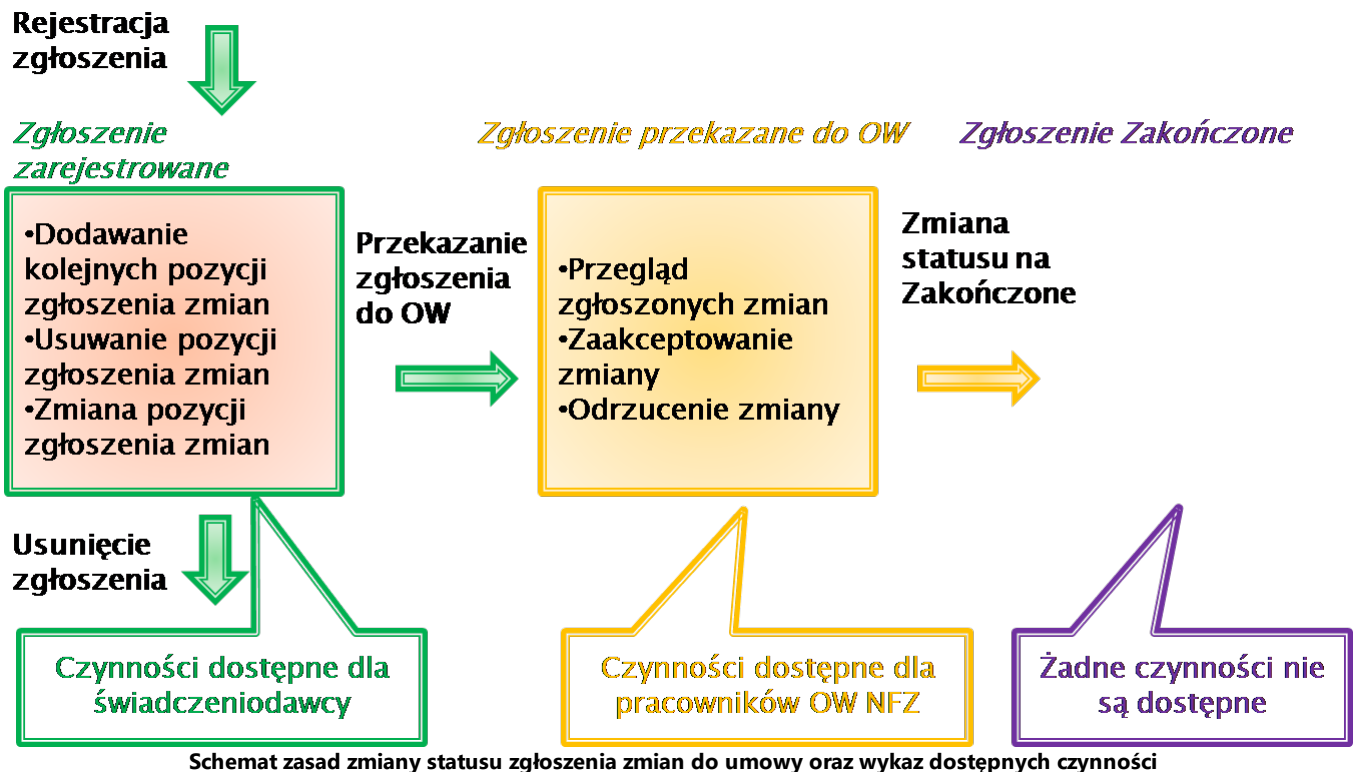 Rejestracja
zgłoszenia
Zgłoszenie
zarejestrowane
Zgłoszenie przekazane do OW
Zgłoszenie Zakończone
•Dodawanie
kolejnych pozycji
zgłoszenia zmian
•Usuwanie pozycji
zgłoszenia zmian
•Zmiana pozycji
zgłoszenia zmian
Przekazanie
zgłoszenia
do OW
•Przegląd
zgłoszonych zmian
•Zaakceptowanie
zmiany
•Odrzucenie zmiany
Zmiana
statusu na
Zakończone
Usunięcie
zgłoszenia
Czynności dostępne dla
świadczeniodawcy
Czynności dostępne dla
pracowników OW NFZ
Żadne czynności nie
są dostępne
Schemat zasad zmiany statusu zgłoszenia zmian do umowy oraz wykaz dostępnych czynności